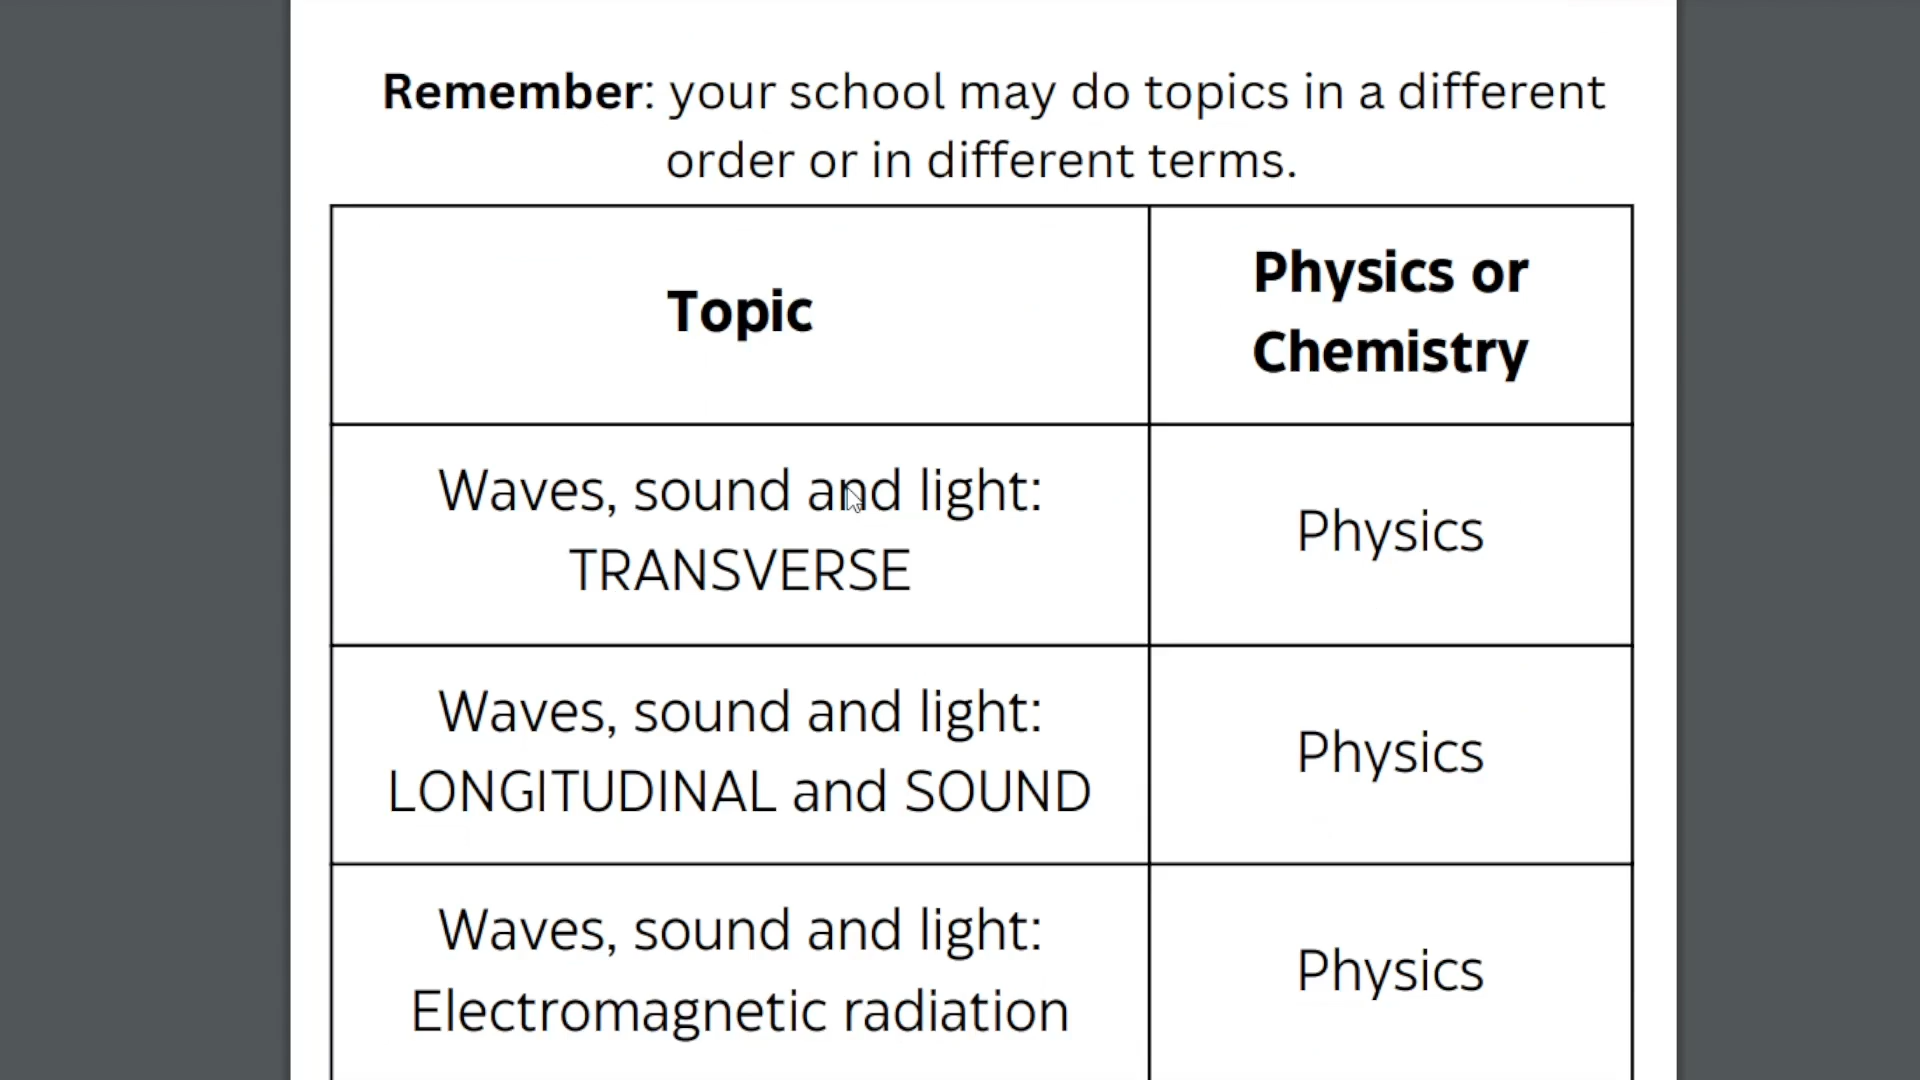 Remember: your school may do topics in a different
order or in different terms.
Topic
Physics or
Chemistry
Waves, sound and light:
TRANSVERSE
Physics
Waves, sound and light:
LONGITUDINAL and SOUND
Physics
Waves, sound and light:
Electromagnetic radiation
Physics